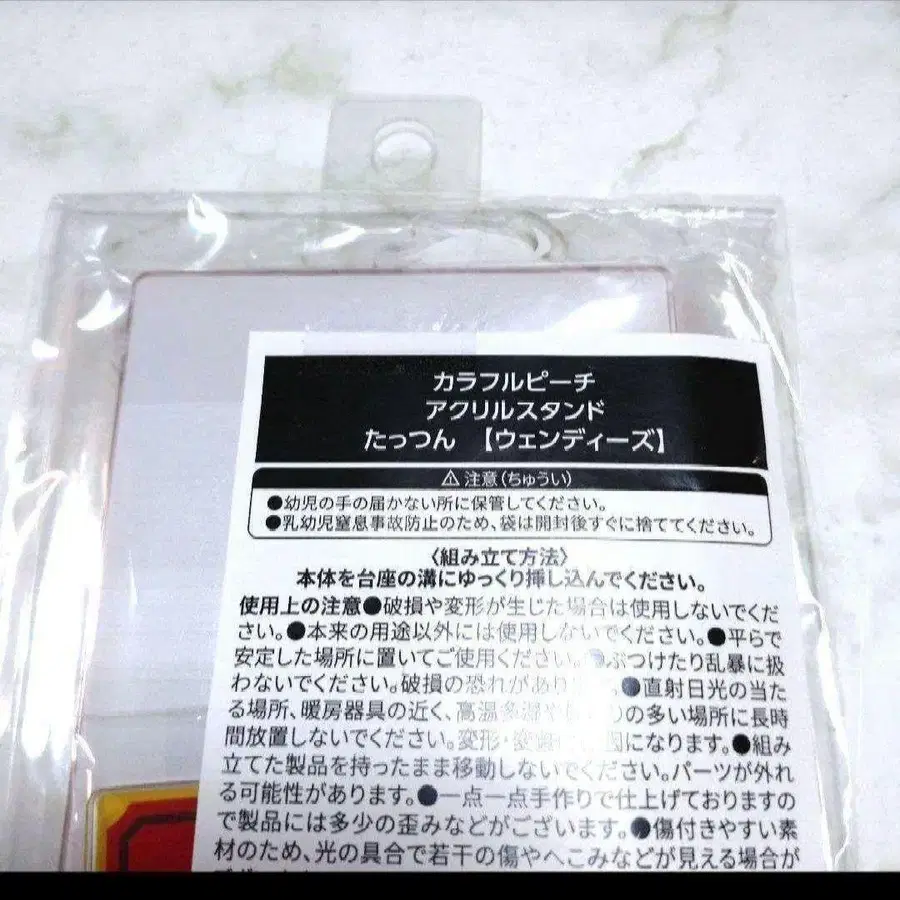 カラフルピーチ
アクリルスタンド
たっつん 【ウェンディーズ】
⚠注意(ちゅうい)
●幼児の手の届かない所に保管してください。
●乳幼児窒息事故防止のため、袋は開封後すぐに捨ててください。
〈組み立て方法〉
本体を台座の溝にゆっくり挿し込んでください。
使用上の注意●破損や変形が生じた場合は使用しないでくだ
さい。●本来の用途以外には使用しないでください。●平らで
安定した場所に置いてご使用ください。●ぶつけたり乱暴に扱
わないでください。破損の恐れがあり。●直射日光の当た
る場所、暖房器具の近く、高温多湿やの多い場所に長時
間放置しないでください。変形・変になります。●組み
立てた製品を持ったまま移動しないでください。パーツが外れ
る可能性があります。●一点一点手作りで仕上げておりますの
で製品には多少の歪みなどがございます。●傷付きやすい素
材のため、光の具合で若干の傷やへこみなどが見える場合が